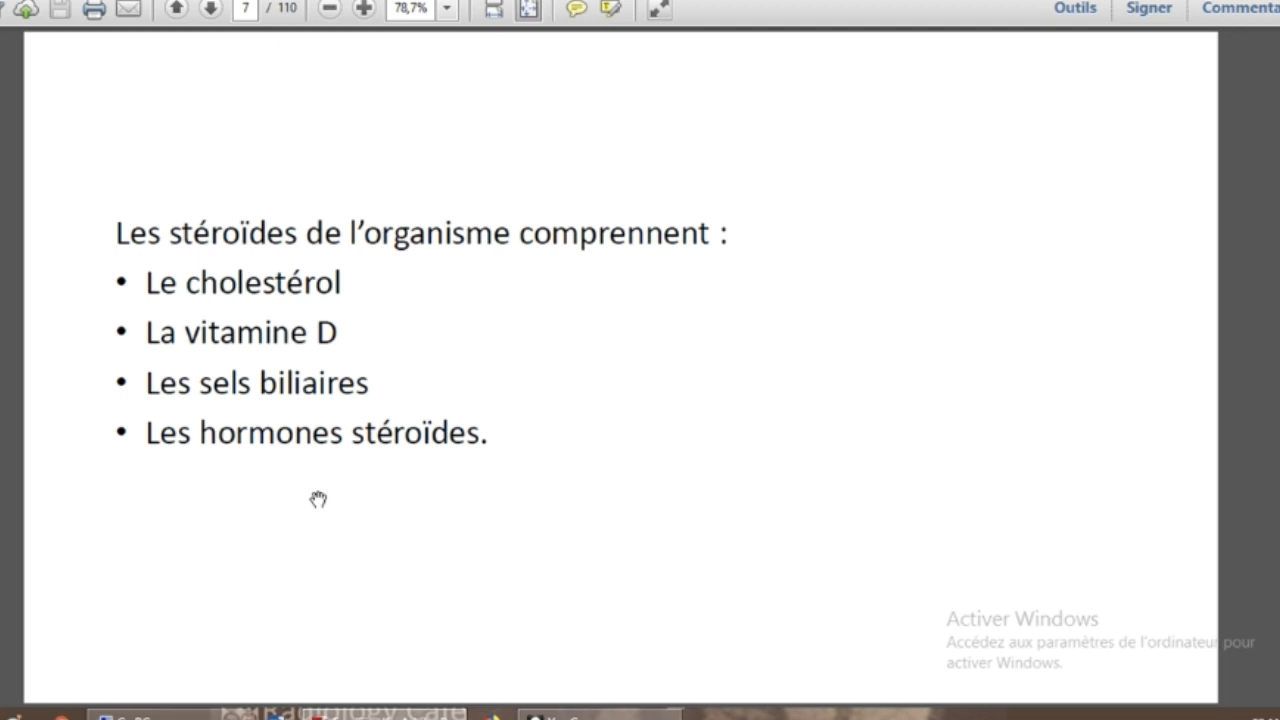 7 / 110
78,7%
Outils
Signer
Les stéroïdes de l’organisme comprennent :
• Le cholestérol
• La vitamine D
• Les sels biliaires
• Les hormones stéroïdes.
Activer Windows
Accédez aux paramètres de l'ordinateur pour
activer Windows.